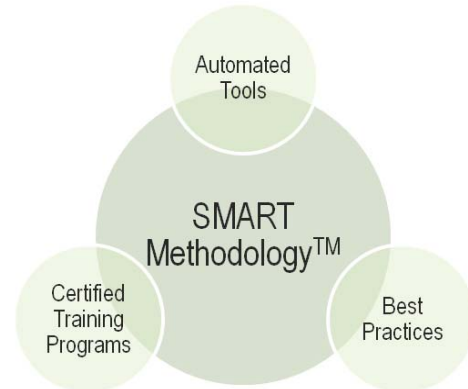 Automated
Tools
SMART
Methodology™
Certified
Training
Programs
Best
Practices